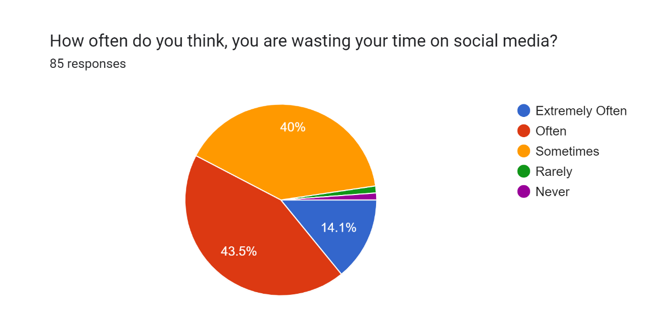 How often do you think, you are wasting your time on social media?
85 responses
40%
14.1%
43.5%
Extremely Often
Often
Sometimes
Rarely
Never